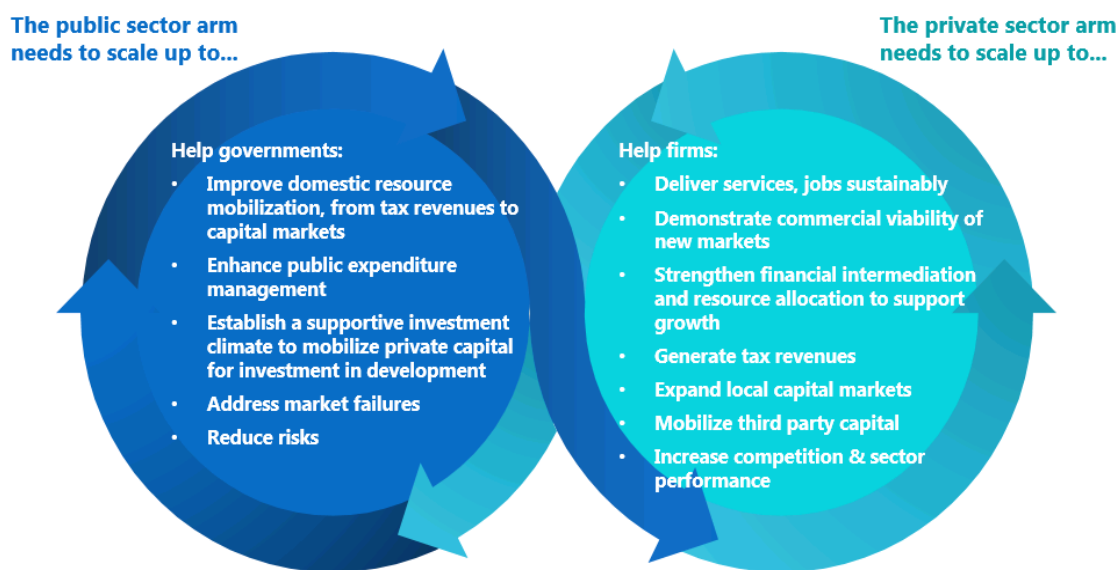 The public sector arm
needs to scale up to...
Help governments:
• Improve domestic resource
mobilization, from tax revenues to
capital markets
• Enhance public expenditure
management
• Establish a supportive investment
climate to mobilize private capital
for investment in development
• Address market failures
• Reduce risks
The private sector arm
needs to scale up to...
Help firms:
• Deliver services, jobs sustainably
• Demonstrate commercial viability of
new markets
• Strengthen financial intermediation
and resource allocation to support
growth
• Generate tax revenues
• Expand local capital markets
• Mobilize third party capital
• Increase competition & sector
performance